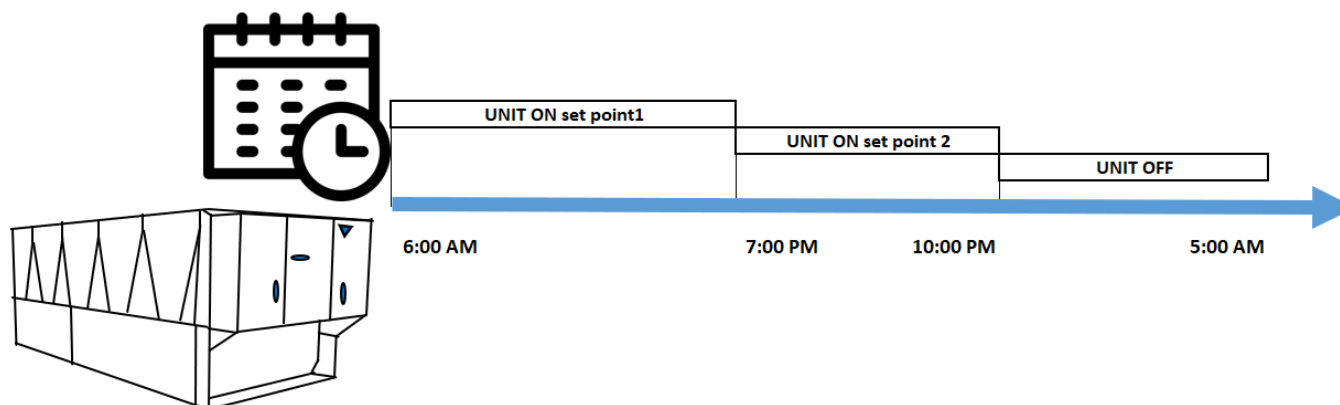 UNIT ON set point1
UNIT ON set point 2
UNIT OFF
6:00 AM
7:00 PM
10:00 PM
5:00 AM